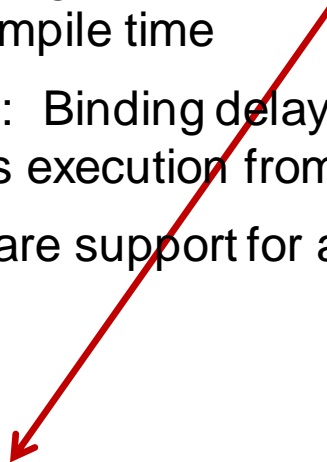 mpile time
: Binding delay
s execution from
are support for a